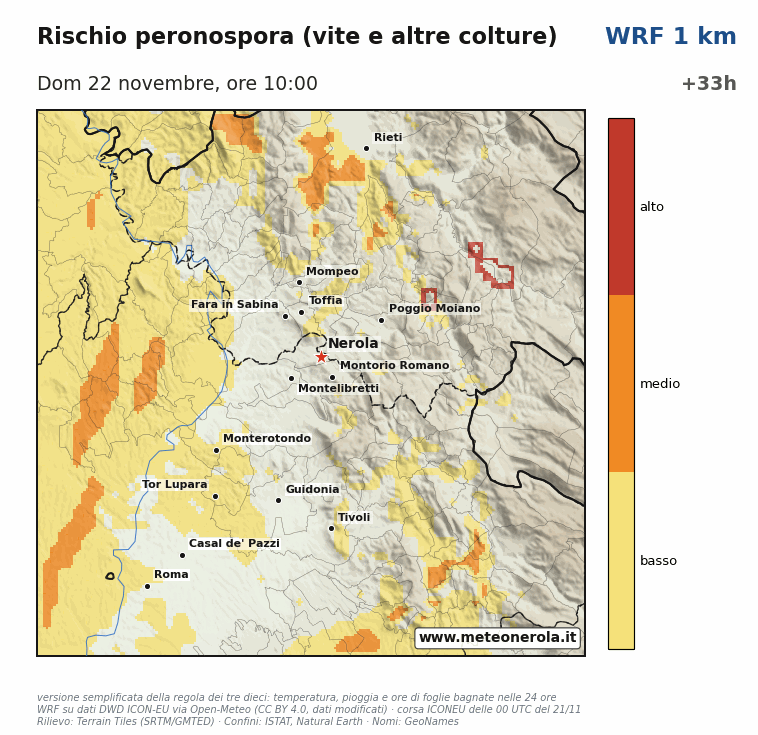 Rischio peronospora (vite e altre colture)
WRF 1 km
Dom 22 novembre, ore 10:00
+33h
Rieti
alto
Mompeo
Fara in Sabina
Toffia
Poggio Moiano
Nerola
Montorio Romano
Montelibretti
medio
Monterotondo
Tor Lupara
Guidonia
Tivoli
Casal de' Pazzi
basso
Roma
www.meteonerola.it
versione semplificata della regola dei tre dieci: temperatura, pioggia e ore di foglie bagnate nelle 24 ore
WRF su dati DWD ICON-EU via Open-Meteo (CC BY 4.0, dati modificati) · corsa ICONEU delle 00 UTC del 21/11
Rilievo: Terrain Tiles (SRTM/GMTED) · Confini: ISTAT, Natural Earth · Nomi: GeoNames